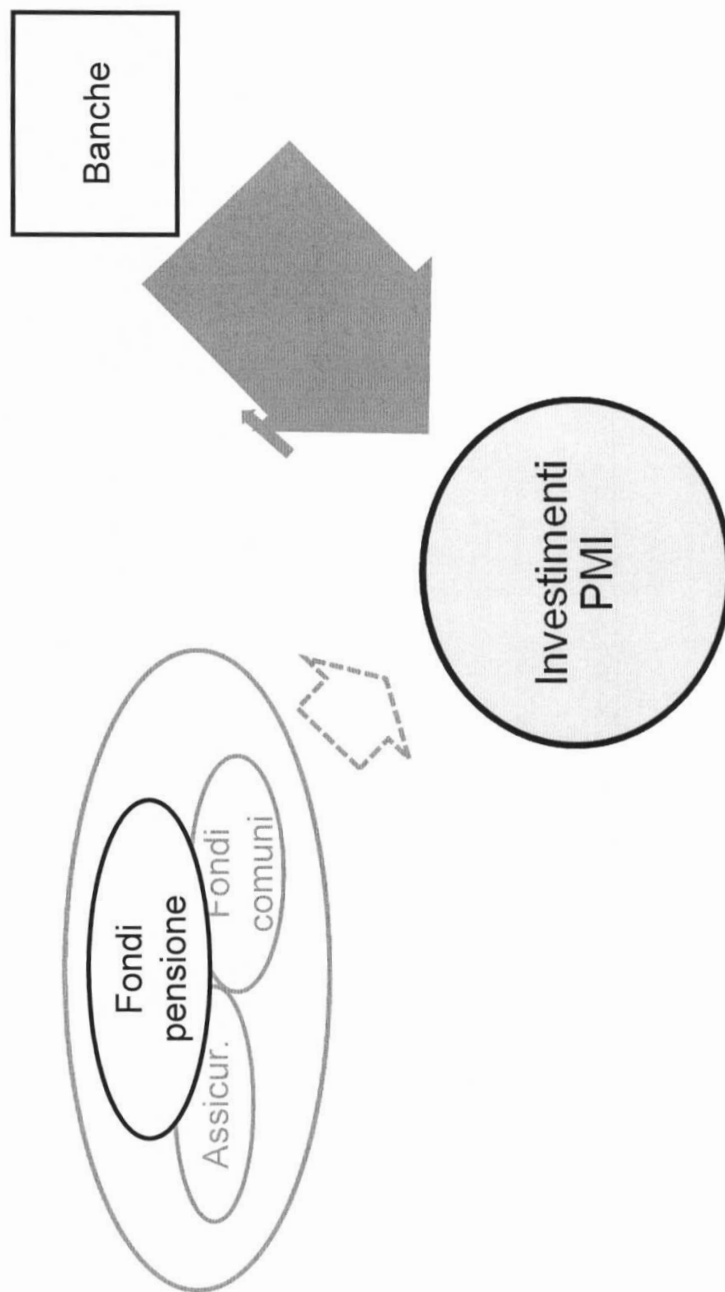 Fondi
pensione
Assicur.
Fondi
comuni
Banche
Investimenti
PMI